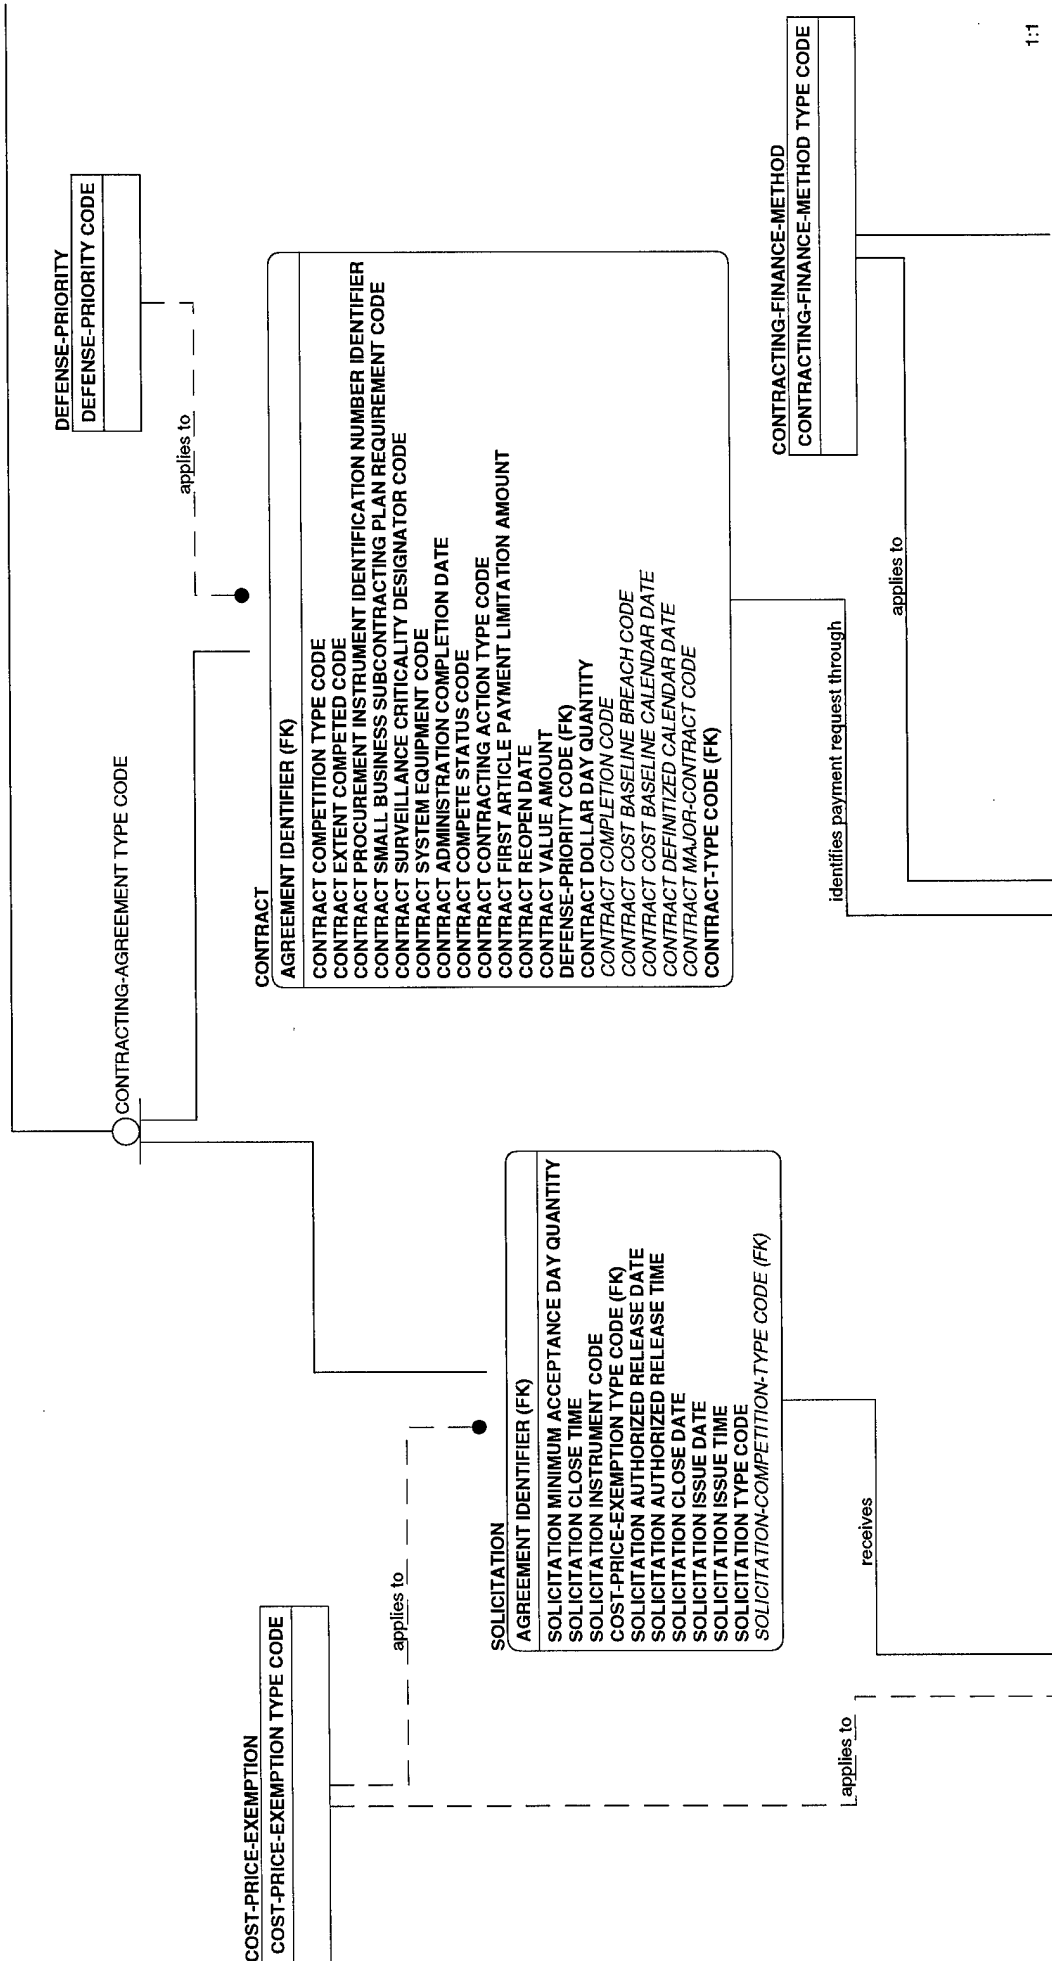 CONTRACTING-AGREEMENT TYPE CODE
DEFENSE-PRIORITY
DEFENSE-PRIORITY CODE
applies to
COST-PRICE-EXEMPTION
COST-PRICE-EXEMPTION TYPE CODE
applies to
CONTRACT
AGREEMENT IDENTIFIER (FK)
CONTRACT COMPETITION TYPE CODE
CONTRACT EXTENT COMPETED CODE
CONTRACT PROCUREMENT INSTRUMENT IDENTIFICATION NUMBER IDENTIFIER
CONTRACT SMALL BUSINESS SUBCONTRACTING PLAN REQUIREMENT CODE
CONTRACT SURVEILLANCE CRITICALITY DESIGNATOR CODE
CONTRACT SYSTEM EQUIPMENT CODE
CONTRACT ADMINISTRATION COMPLETION DATE
CONTRACT COMPETE STATUS CODE
CONTRACT CONTRACTING ACTION TYPE CODE
CONTRACT FIRST ARTICLE PAYMENT LIMITATION AMOUNT
CONTRACT REOPEN DATE
CONTRACT VALUE AMOUNT
DEFENSE-PRIORITY CODE (FK)
CONTRACT DOLLAR DAY QUANTITY
CONTRACT COMPLETION CODE
CONTRACT COST BASELINE BREACH CODE
CONTRACT COST BASELINE CALENDAR DATE
CONTRACT DEFINITIZED CALENDAR DATE
CONTRACT MAJOR-CONTRACT CODE
CONTRACT-TYPE CODE (FK)
SOLICITATION
AGREEMENT IDENTIFIER (FK)
SOLICITATION MINIMUM ACCEPTANCE DAY QUANTITY
SOLICITATION CLOSE TIME
SOLICITATION INSTRUMENT CODE
COST-PRICE-EXEMPTION TYPE CODE (FK)
SOLICITATION AUTHORIZED RELEASE DATE
SOLICITATION AUTHORIZED RELEASE TIME
SOLICITATION CLOSE DATE
SOLICITATION ISSUE DATE
SOLICITATION ISSUE TIME
SOLICITATION TYPE CODE
SOLICITATION-COMPETITION-TYPE CODE (FK)
CONTRACTING-FINANCE-METHOD
CONTRACTING-FINANCE-METHOD TYPE CODE
applies to
identifies payment request through
receives
applies to
1:1